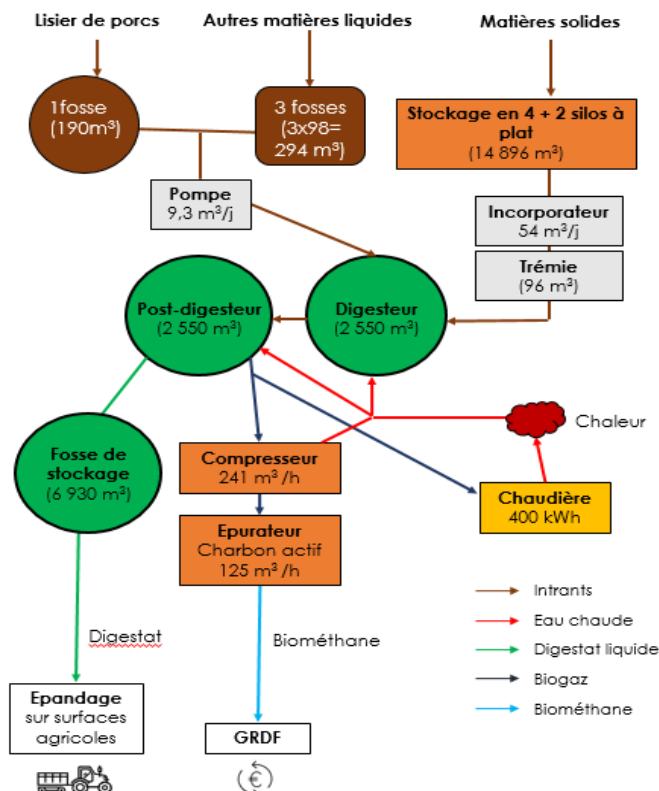 Lisier de porcs
Autres matières liquides
Matières solides
1fosse
(190m³)
3 fosses
(3x98=
294 m³)
Stockage en 4 + 2 silos à
plat
(14 896 m³)
Pompe
9,3 m³/j
Incorporateur
54 m³/j
Trémie
(96 m³)
Post-digesteur
(2 550 m³)
Digesteur
(2 550 m³)
Fosse de
stockage
(6 930 m³)
Compresseur
241 m³ /h
Chaleur
Chaudière
400 kWh
Epurateur
Charbon actif
125 m³ /h
Intrants
Eau chaude
Digestat liquide
Biogaz
Biométhane
Digestat
Biométhane
Epandage
sur surfaces
agricoles
GRDF
€